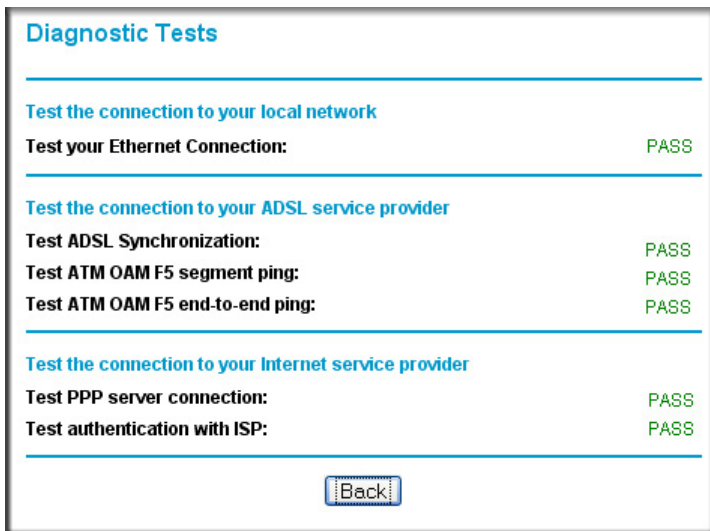 Diagnostic Tests
Test the connection to your local network
Test your Ethernet Connection: PASS
Test the connection to your ADSL service provider
Test ADSL Synchronization: PASS
Test ATM OAM F5 segment ping: PASS
Test ATM OAM F5 end-to-end ping: PASS
Test the connection to your Internet service provider
Test PPP server connection: PASS
Test authentication with ISP: PASS
Back